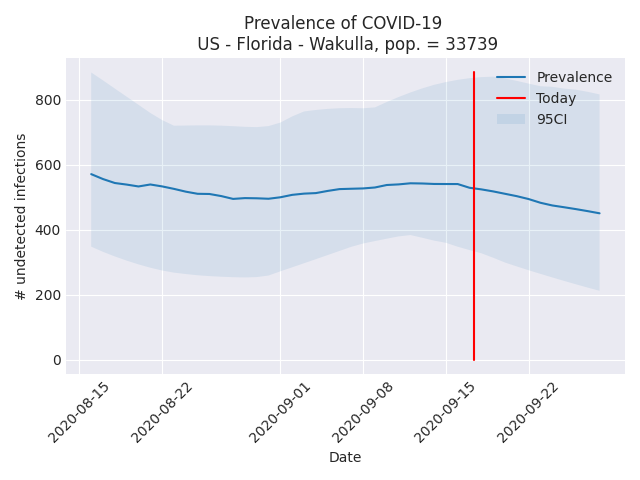 Prevalence of COVID-19
US - Florida - Wakulla, pop. = 33739
Prevalence
Today
95CI
# undetected infections
800
600
400
200
0
2020-08-15
2020-08-22
2020-09-01
2020-09-08
2020-09-15
2020-09-22
Date